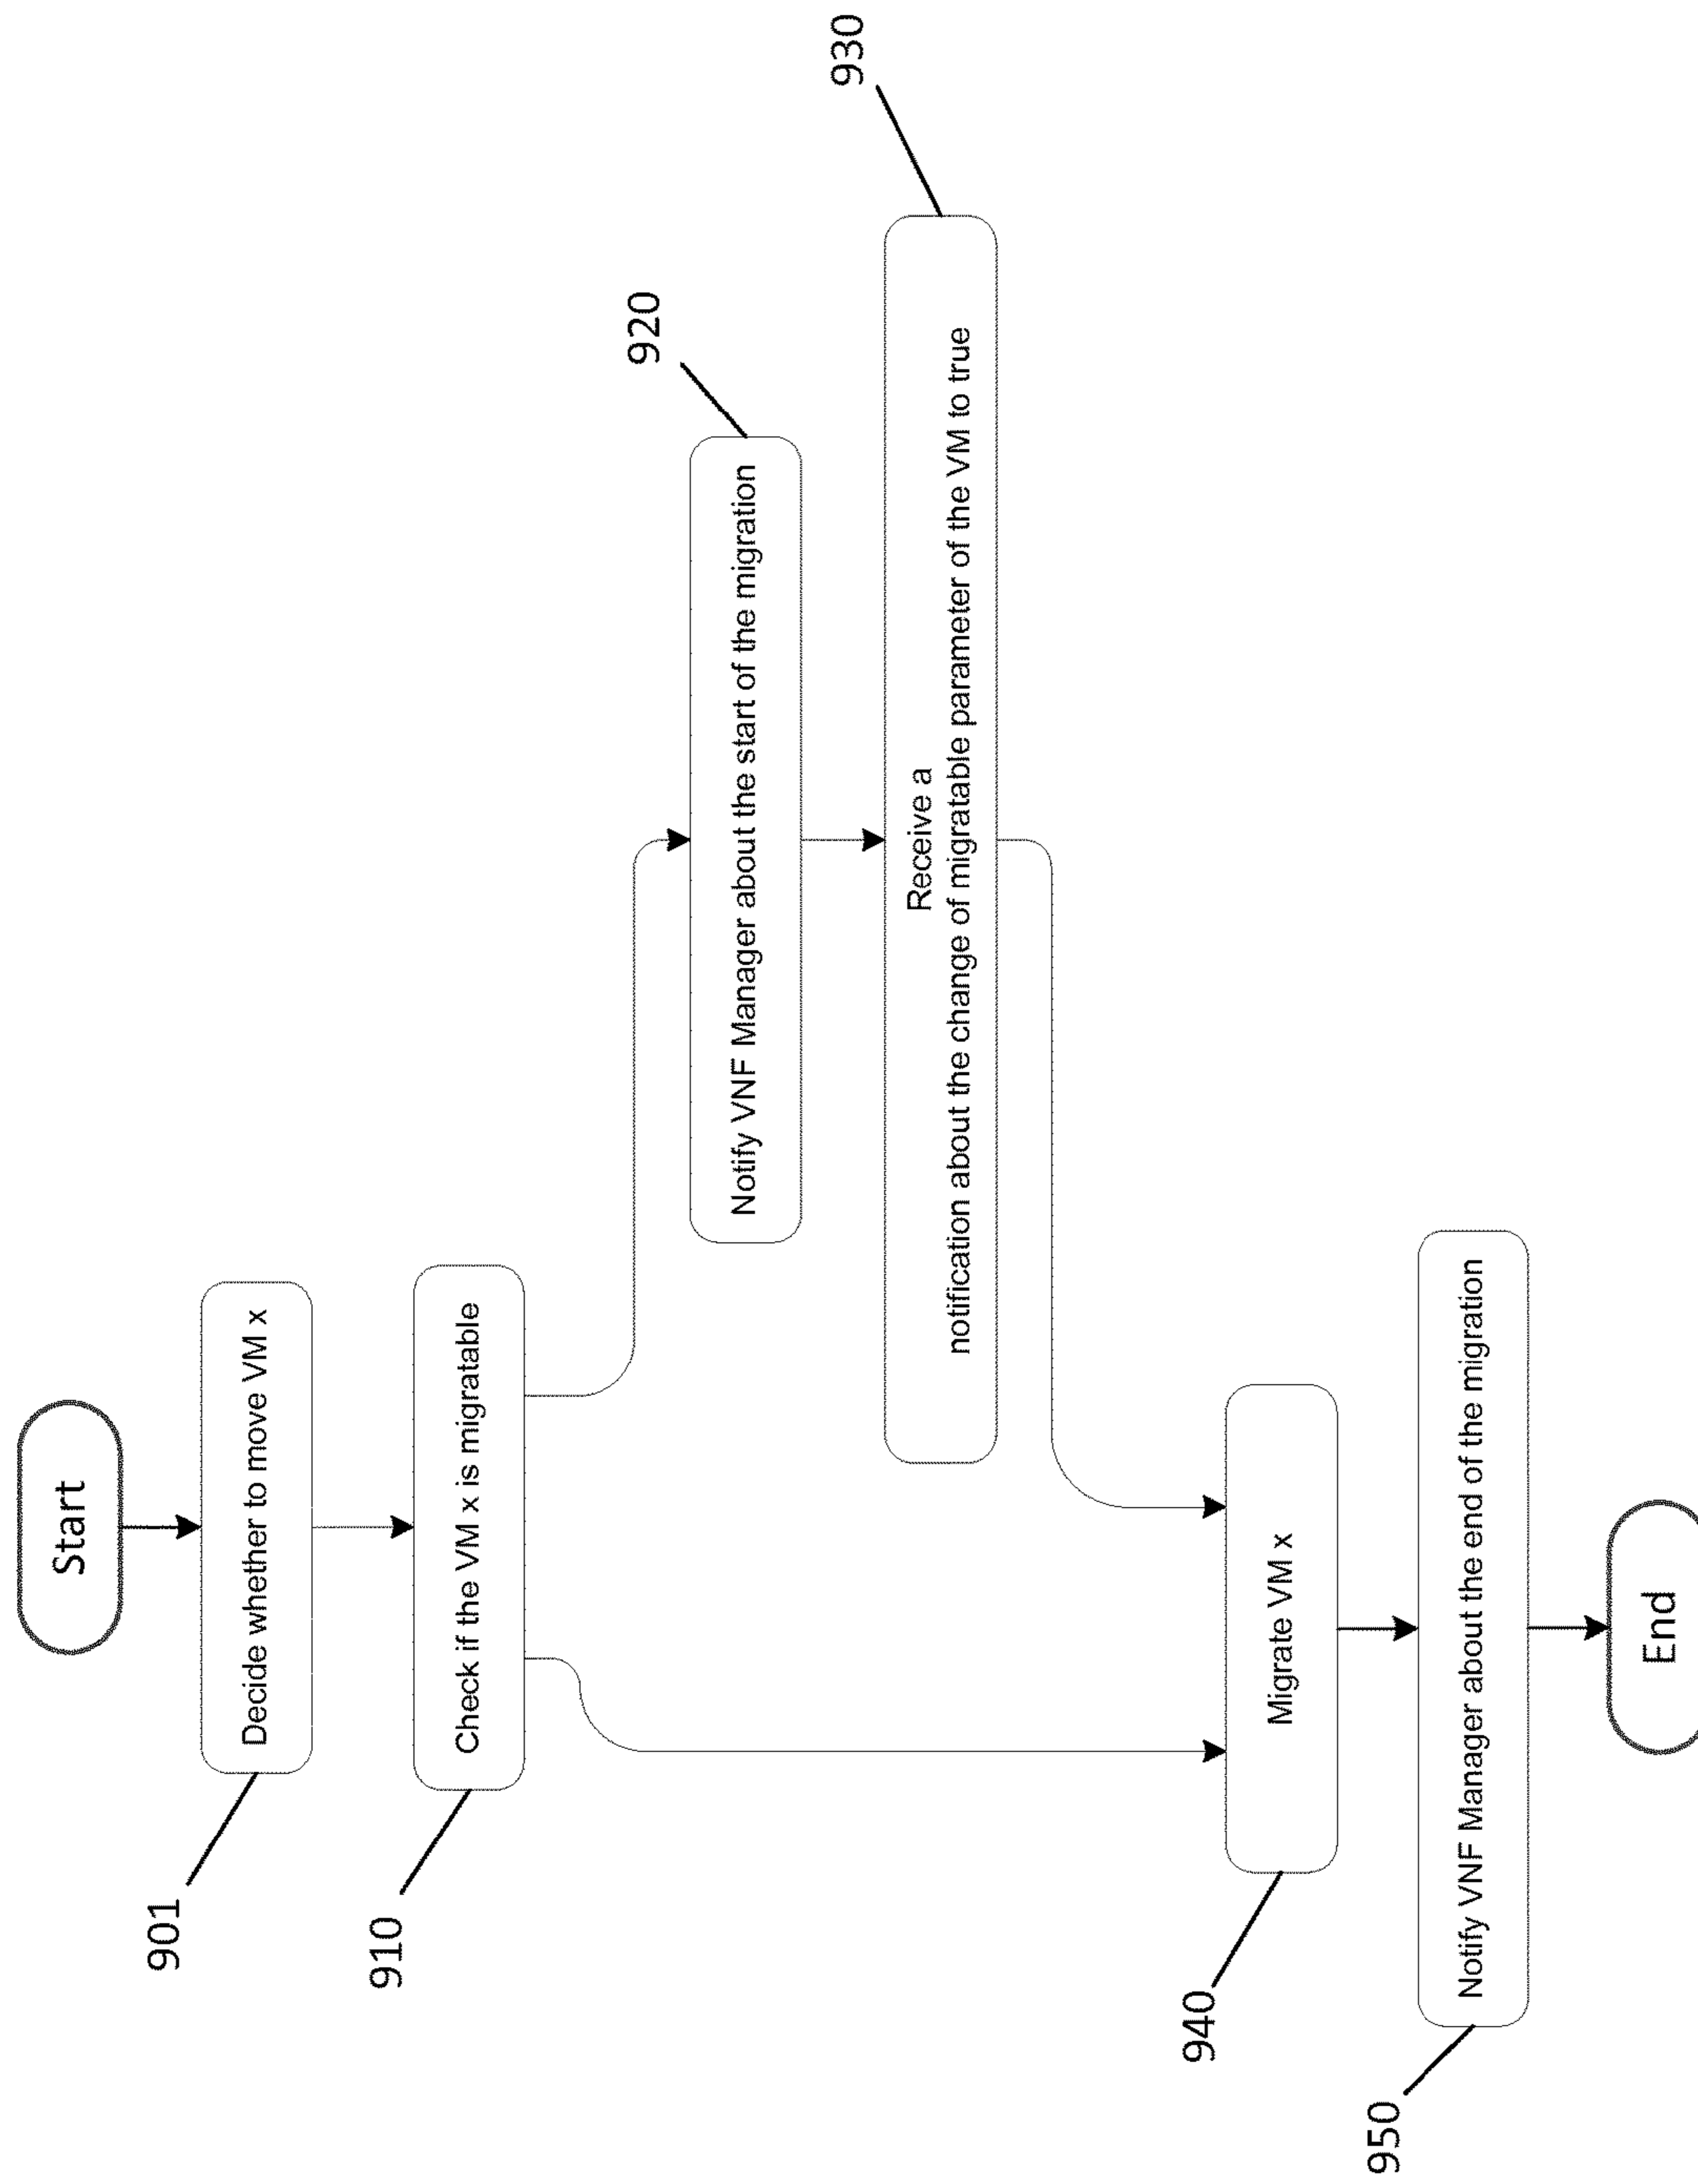 Start
901
Decide whether to move VM x
910
Check if the VM x is migratable
920
Notify VNF Manager about the start of the migration
930
Receive a
notification about the change of migratable parameter of the VM to true
940
Migrate VM x
950
Notify VNF Manager about the end of the migration
End